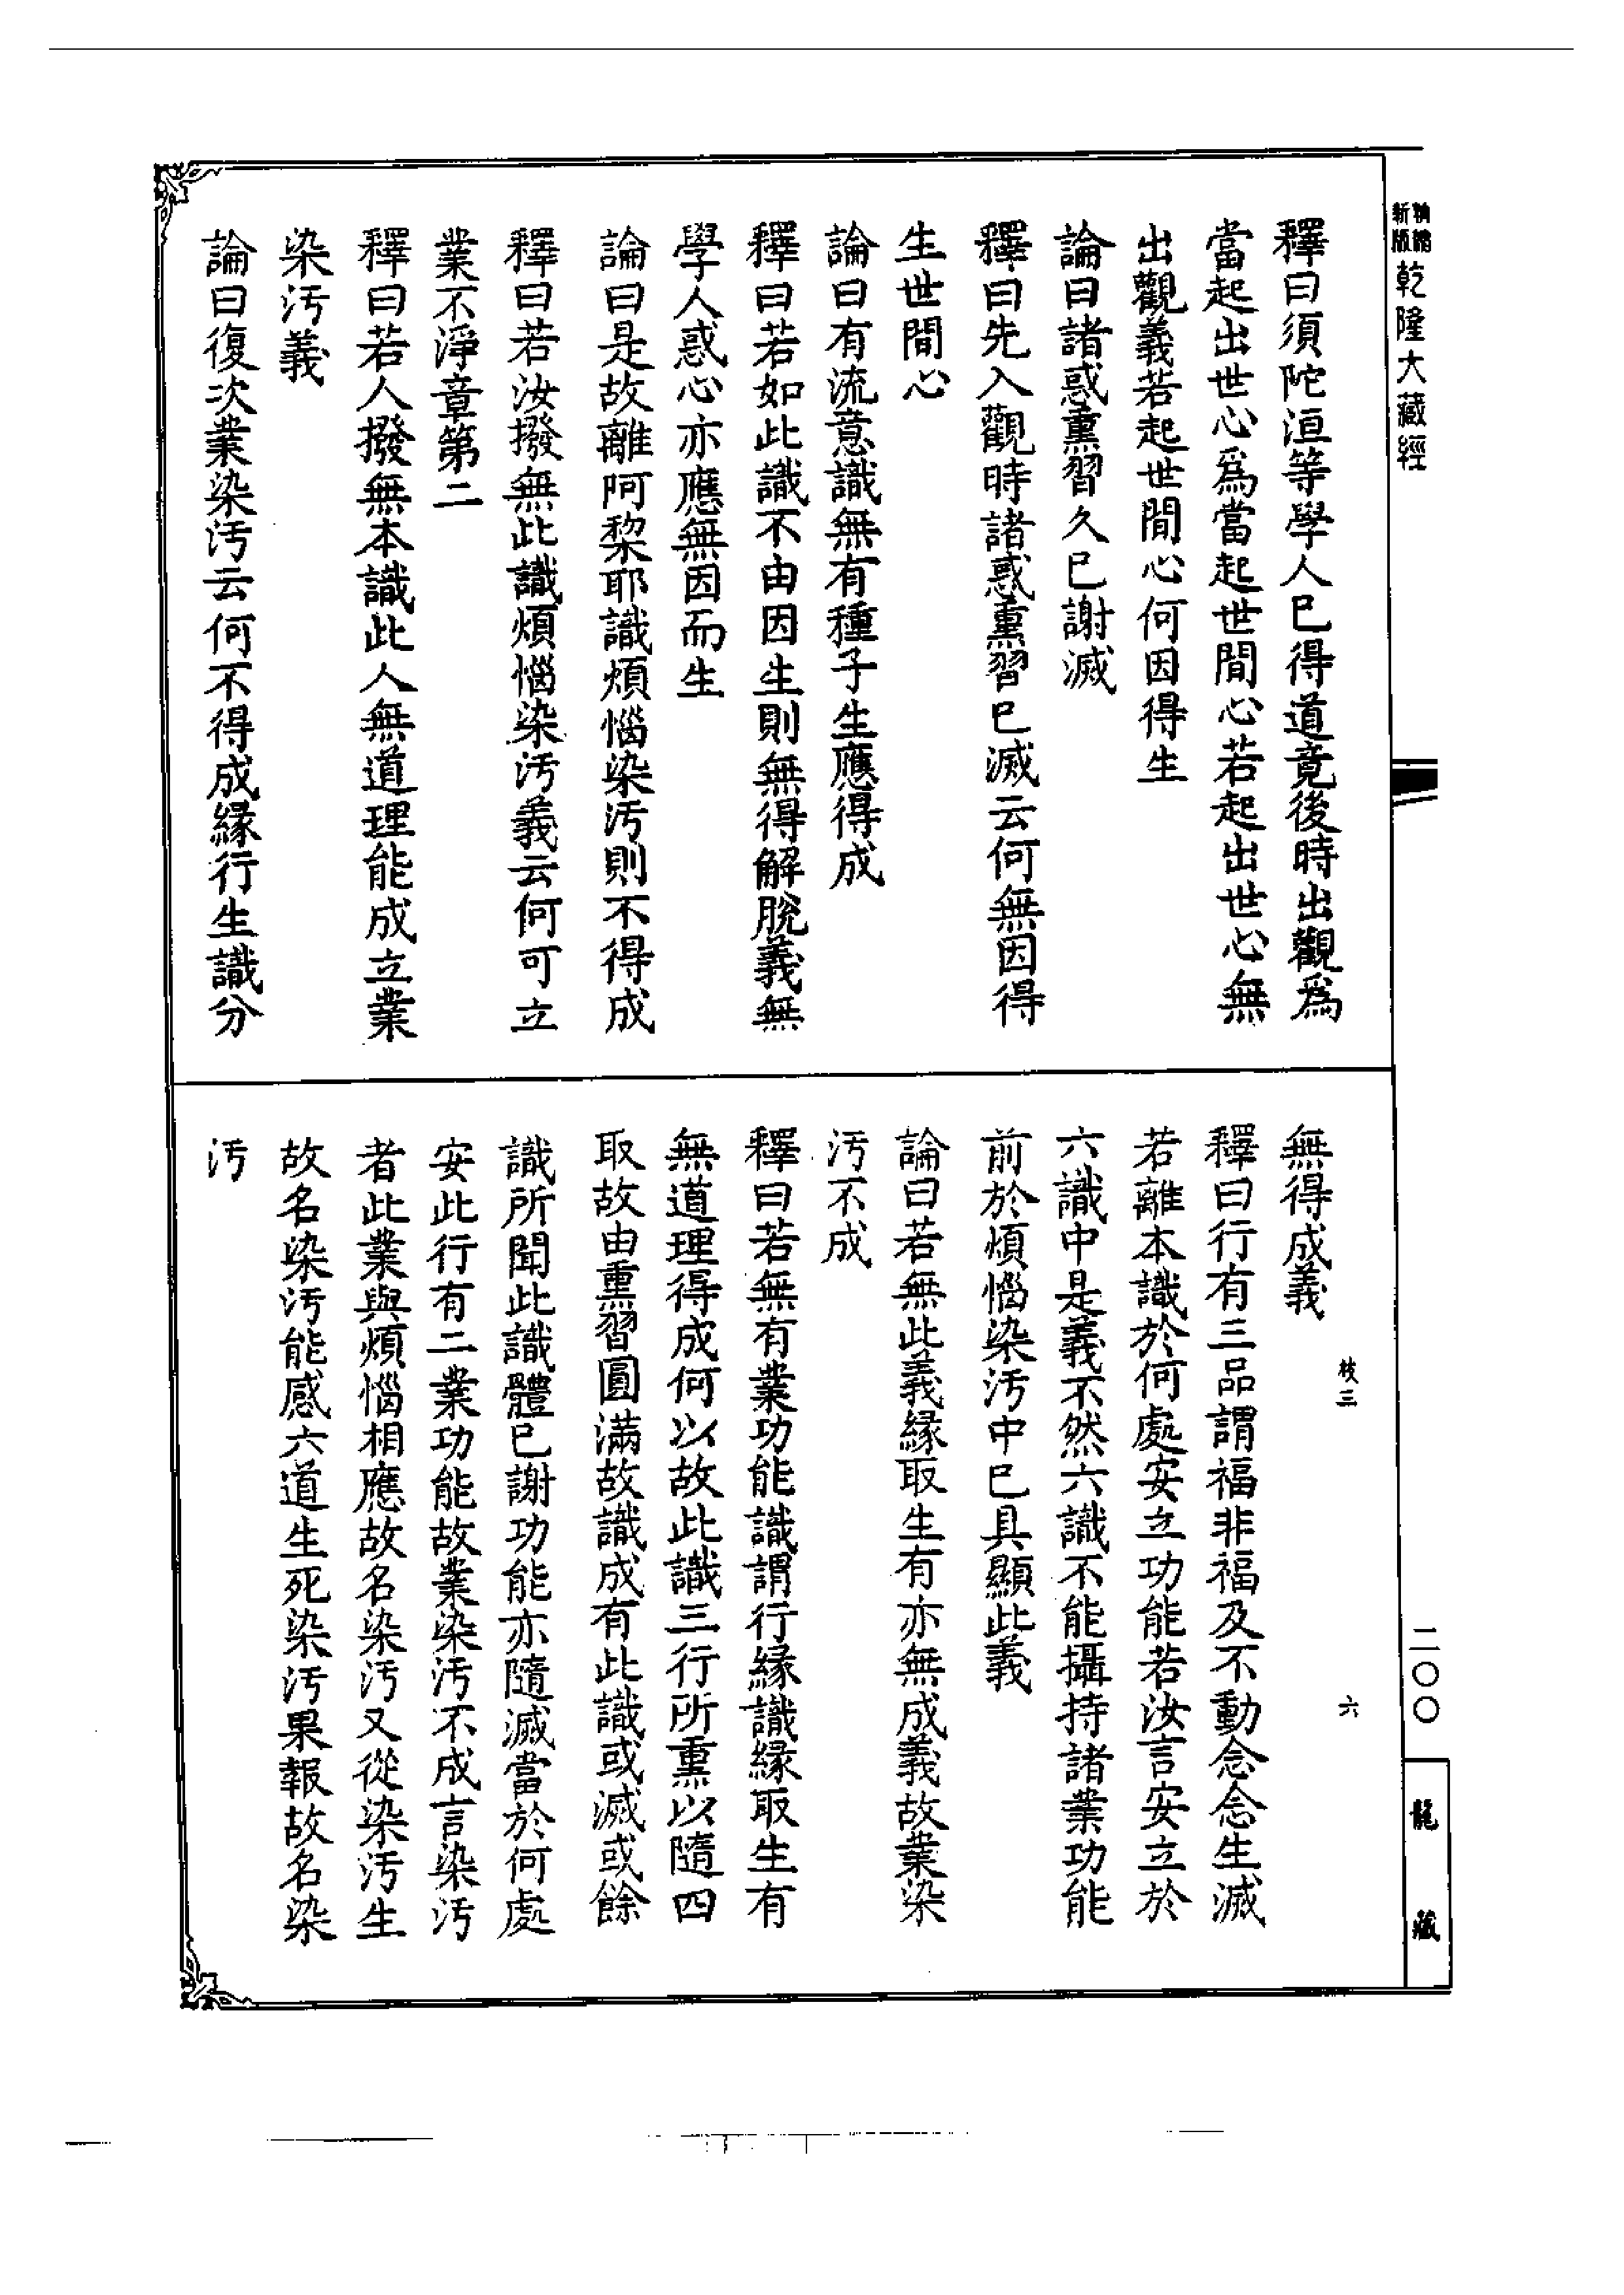 新版
乾隆大藏經
釋曰須陀洹等學人已得道竟後時出觀為
當起出世心為當起世間心若起出世心無
出觀義若起世間心何因得生
論曰諸惑熏習久已謝滅
釋曰先入觀時諸惑熏習已滅云何無因得
生世間心
論曰有流意識無有種子生應得成
釋曰若如此識不由因生則無得解脫義無
學人惑心亦應無因而生
論曰是故離阿梨耶識煩惱染污則不得成
釋曰若汝撥無此識煩惱染污義云何可立
業不淨章第二
釋曰若人撥無本識此人無道理能成立業
染污義
論曰復次業染污云何不得成緣行生識分
無得成義
釋曰行有三品謂福非福及不動念念生滅
若離本識於何處安立功能若汝言安立於
六識中是義不然六識不能攝持諸業功能
前於煩惱染污中已具顯此義
論曰若無此義緣取生有亦無成義故業染
污不成
釋曰若無有業功能識謂行緣識緣取生有
無道理得成何以故此識三行所熏以隨四
取故由熏習圓滿故識成有此識或滅或餘
識所聞此識體已謝功能亦隨滅當於何處
安此行有二業功能故業染污不成言染污
者此業與煩惱相應故名染污又從染污生
故名染污能感六道生死染污果報故名染
污
枝三
六
二〇〇
龍藏